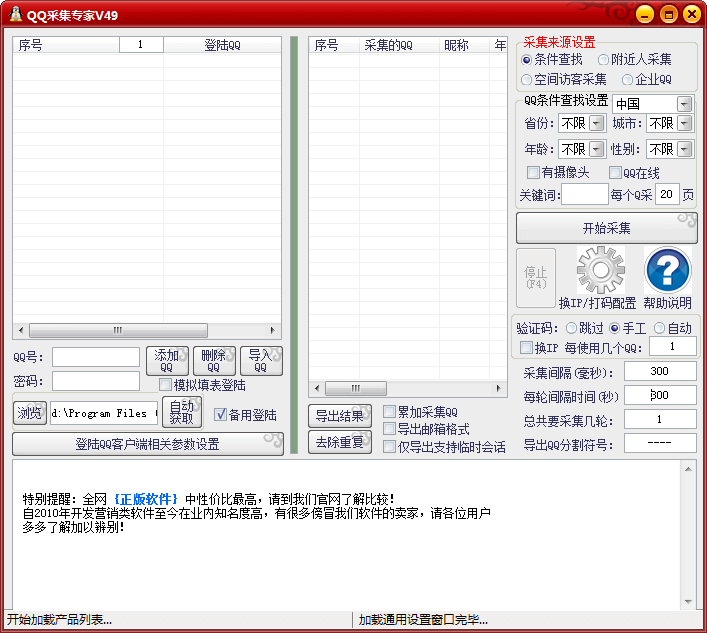 QQ采集专家V49
序号 1 登陆QQ
序号 采集的QQ 昵称 年
采集来源设置
条件查找 附近人采集
空间访客采集 企业QQ
QQ条件查找设置 中国
省份: 不限 城市: 不限
年龄: 不限 性别: 不限
有摄像头 QQ在线
关键词: 每个Q采 20 页
开始采集
停止
(F4)
换IP/打码配置 帮助说明
验证码: 跳过 手工 自动
换IP 每使用几个QQ: 1
采集间隔(毫秒): 300
每轮间隔时间(秒) 300
总共要采集几轮: 1
导出QQ分割符号: ----
QQ号:
密码:
添加
QQ
删除
QQ
导入
QQ
模拟填表登陆
浏览 d:\Program Files (
自动
获取
备用登陆
登陆QQ客户端相关参数设置
导出结果
去除重复
累加采集QQ
导出邮箱格式
仅导出支持临时会话
特别提醒: 全网 {正版软件} 中性价比最高, 请到我们官网了解比较!
自2010年开发营销类软件至今在业内知名度高, 有很多傍冒我们软件的卖家, 请各位用户
多多了解加以辨别!
开始加载产品列表... 加载通用设置窗口完毕...